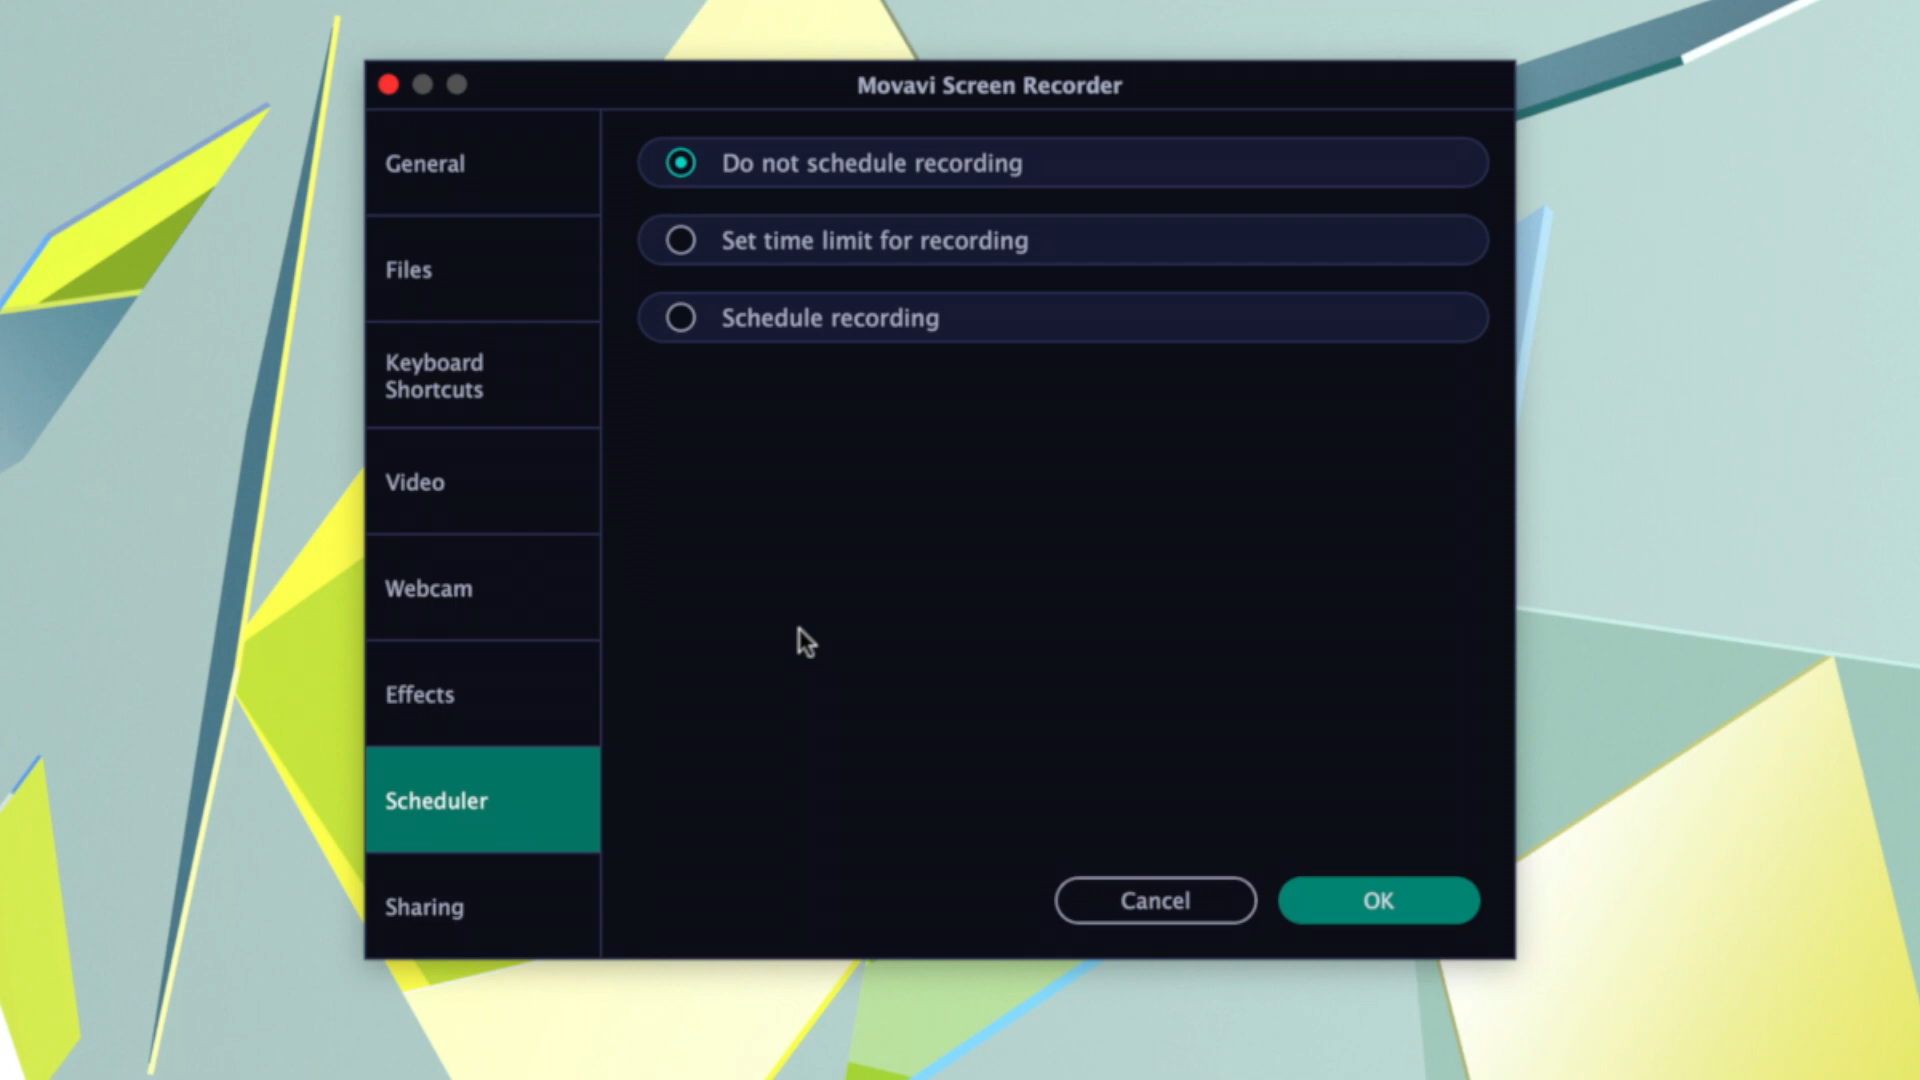 Movavi Screen Recorder
General
Files
Keyboard
Shortcuts
Video
Webcam
Effects
Scheduler
Sharing
Do not schedule recording
Set time limit for recording
Schedule recording
Cancel
OK